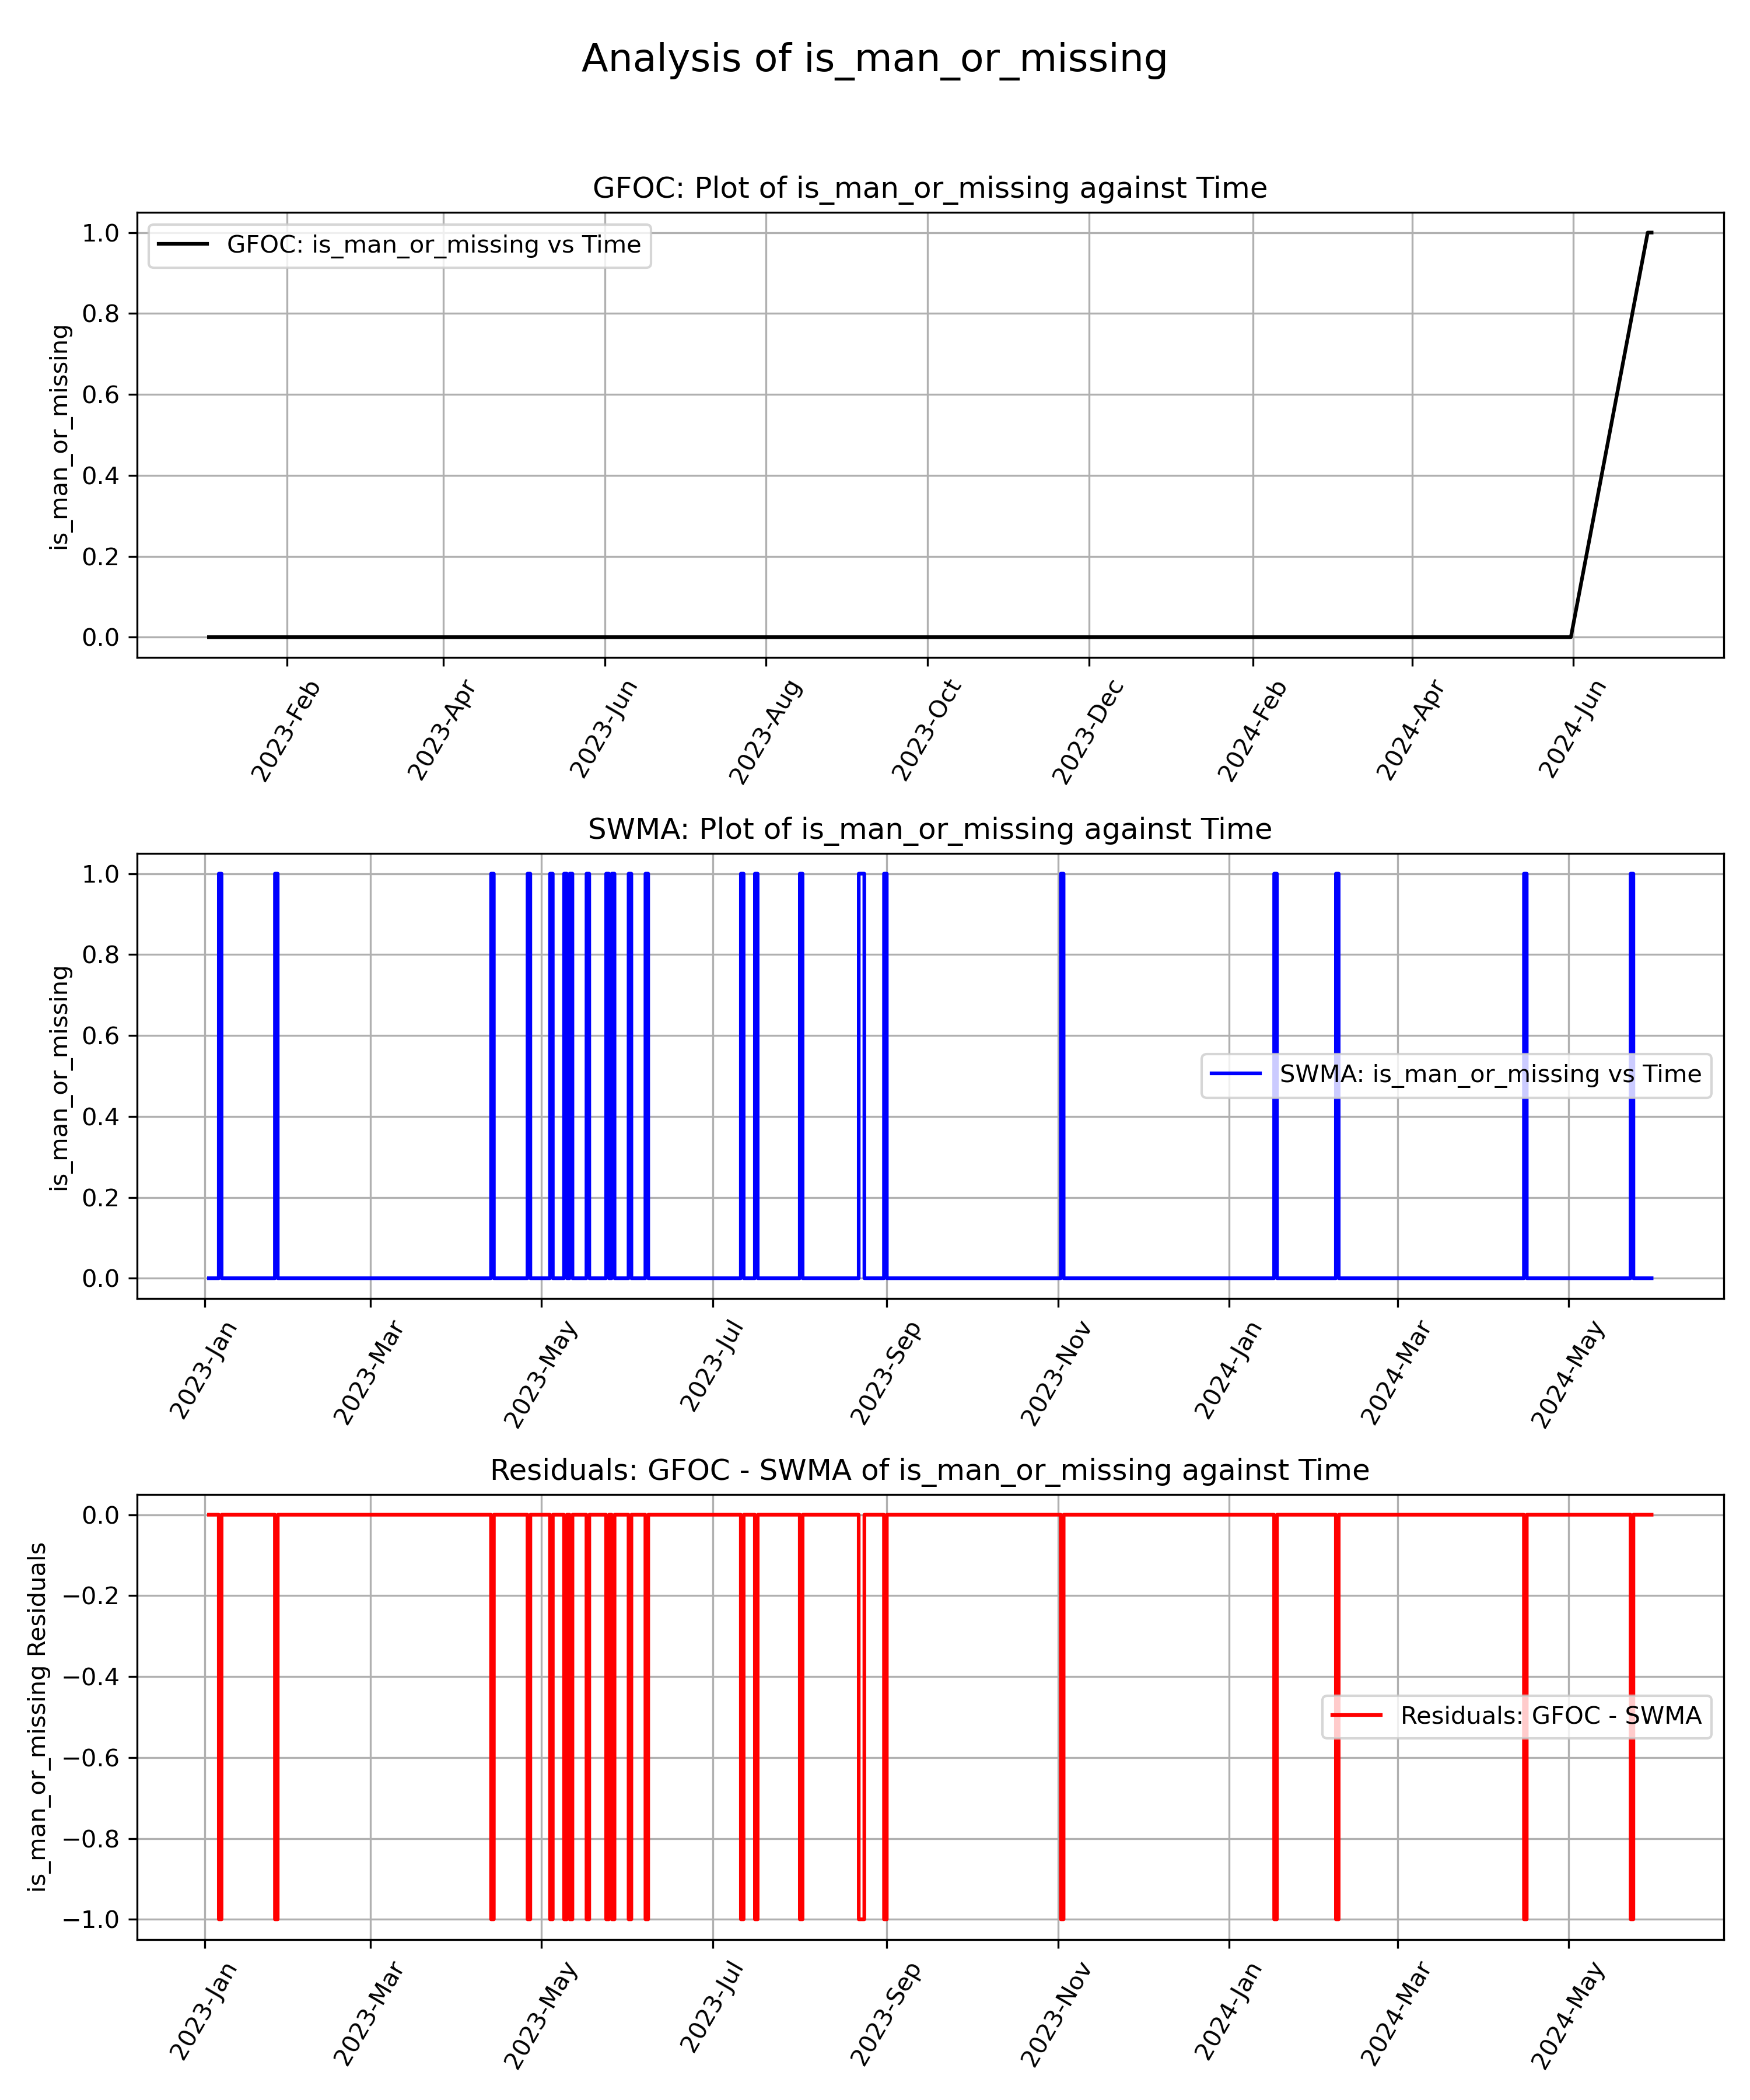 Analysis of is_man_or_missing
GFOC: Plot of is_man_or_missing against Time
GFOC: is_man_or_missing vs Time
is_man_or_missing
1.0
0.8
0.6
0.4
0.2
0.0
2023-Feb
2023-Apr
2023-Jun
2023-Aug
2023-Oct
2023-Dec
2024-Feb
2024-Apr
2024-Jun
SWMA: Plot of is_man_or_missing against Time
SWMA: is_man_or_missing vs Time
is_man_or_missing
1.0
0.8
0.6
0.4
0.2
0.0
2023-Jan
2023-Mar
2023-May
2023-Jul
2023-Sep
2023-Nov
2024-Jan
2024-Mar
2024-May
Residuals: GFOC - SWMA of is_man_or_missing against Time
Residuals: GFOC - SWMA
is_man_or_missing Residuals
0.0
−0.2
−0.4
−0.6
−0.8
−1.0
2023-Jan
2023-Mar
2023-May
2023-Jul
2023-Sep
2023-Nov
2024-Jan
2024-Mar
2024-May